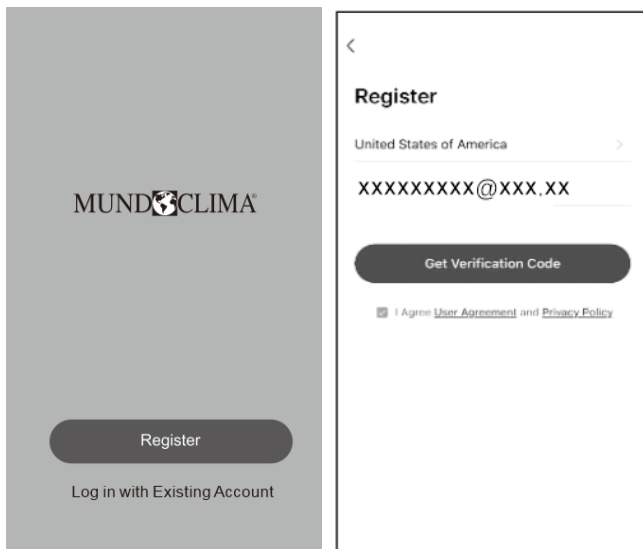 MUNDOCLIMA®
Register
Log in with Existing Account
Register
United States of America
XXXXXXXXXX@XXX.XX
Get Verification Code
I Agree User Agreement and Privacy Policy